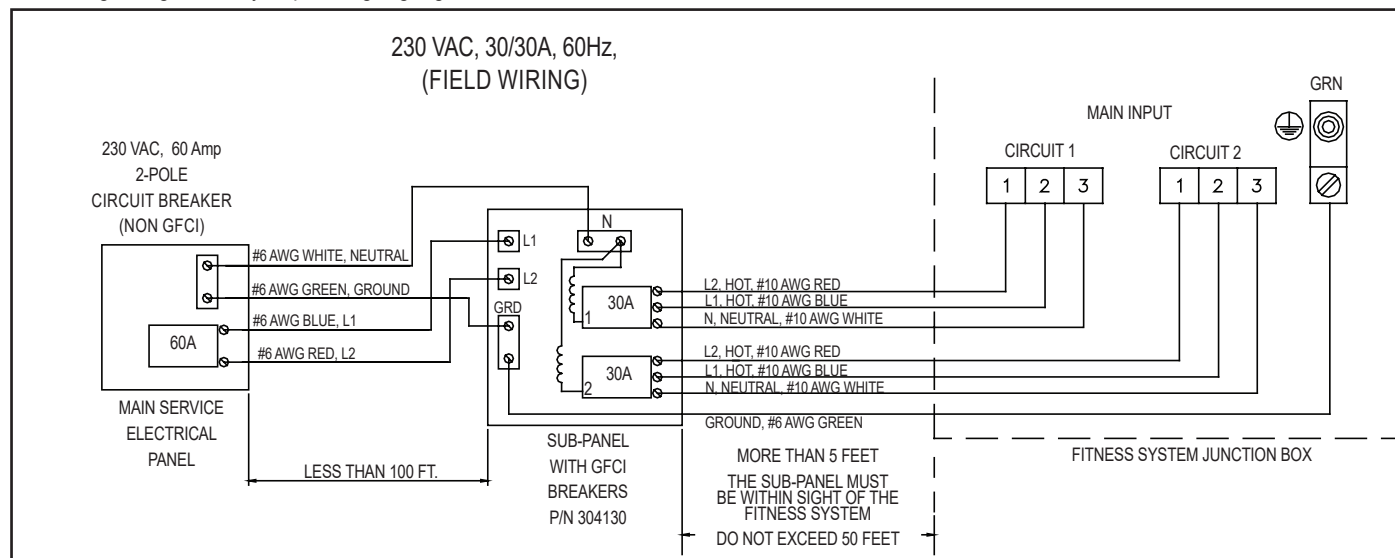 230 VAC, 30/30A, 60Hz,
(FIELD WIRING)
230 VAC, 60 Amp
2-POLE
CIRCUIT BREAKER
(NON GFCI)
60A
MAIN SERVICE
ELECTRICAL
PANEL
#6 AWG WHITE, NEUTRAL
#6 AWG GREEN, GROUND
#6 AWG BLUE, L1
#6 AWG RED, L2
LESS THAN 100 FT.
N
L1
L2
GRD
30A
1
30A
2
SUB-PANEL
WITH GFCI
BREAKERS
P/N 304130
L2, HOT, #10 AWG RED
L1, HOT, #10 AWG BLUE
N, NEUTRAL, #10 AWG WHITE
L2, HOT, #10 AWG RED
L1, HOT, #10 AWG BLUE
N, NEUTRAL, #10 AWG WHITE
GROUND, #6 AWG GREEN
MORE THAN 5 FEET
THE SUB-PANEL MUST
BE WITHIN SIGHT OF THE
FITNESS SYSTEM
DO NOT EXCEED 50 FEET
MAIN INPUT
CIRCUIT 1
1 2 3
CIRCUIT 2
1 2 3
GRN
FITNESS SYSTEM JUNCTION BOX